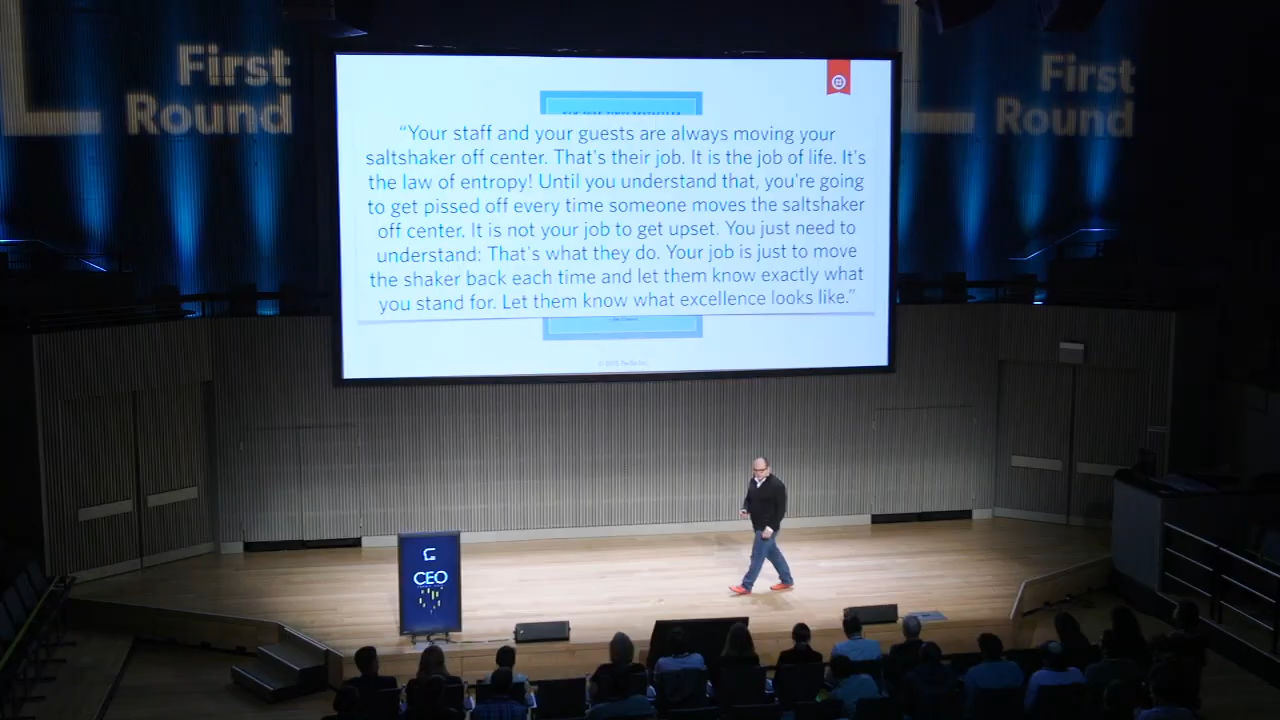 First
Round
First
Round
“Your staff and your guests are always moving your
saltshaker off center. That's their job. It is the job of life. It's
the law of entropy! Until you understand that, you're going
to get pissed off every time someone moves the saltshaker
off center. It is not your job to get upset. You just need to
understand: That's what they do. Your job is just to move
the shaker back each time and let them know exactly what
you stand for. Let them know what excellence looks like.”
CEO